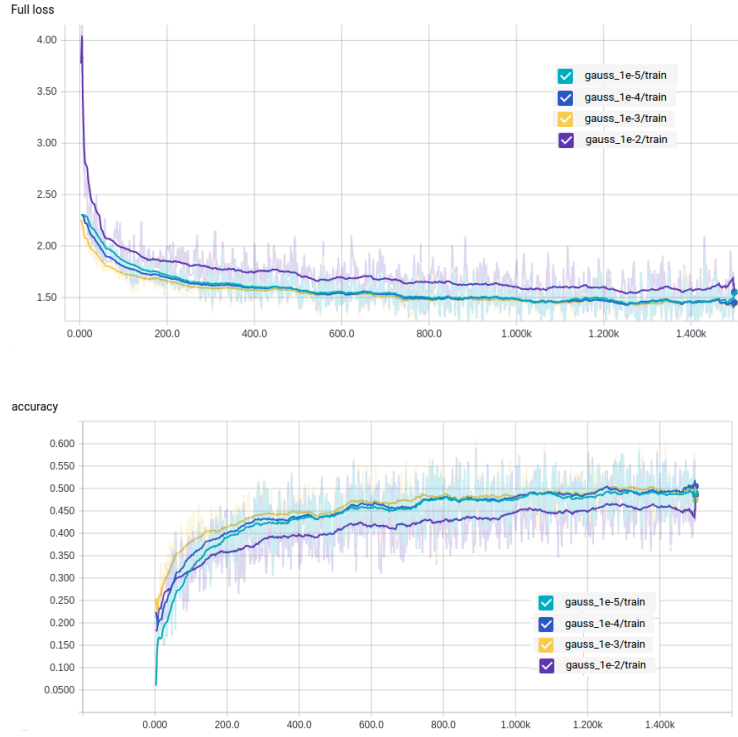 Full loss
4.00
3.50
3.00
2.50
2.00
1.50
gauss_1e-5/train
gauss_1e-4/train
gauss_1e-3/train
gauss_1e-2/train
0.000 200.0 400.0 600.0 800.0 1.000k 1.200k 1.400k
accuracy
0.600
0.550
0.500
0.450
0.400
0.350
0.300
0.250
0.200
0.150
0.100
0.0500
gauss_1e-5/train
gauss_1e-4/train
gauss_1e-3/train
gauss_1e-2/train
0.000 200.0 400.0 600.0 800.0 1.000k 1.200k 1.400k